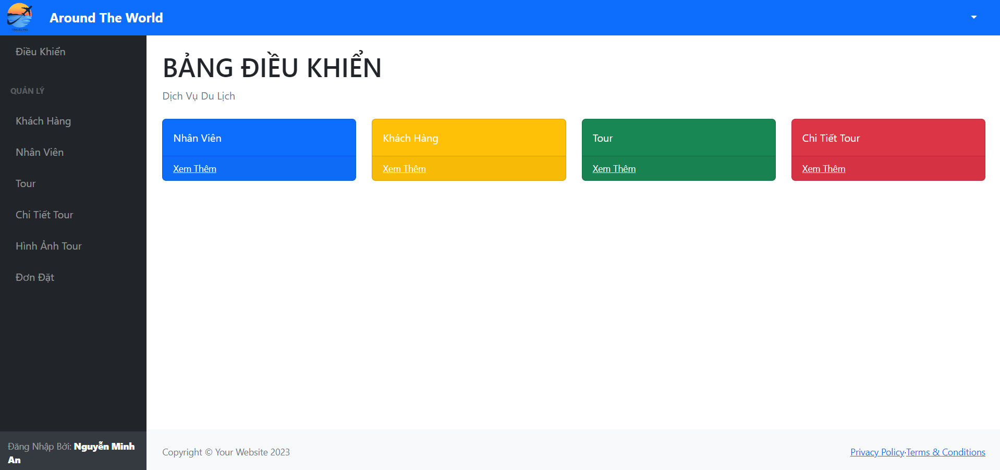 TRAVELING
Around The World
Điều Khiển
QUẢN LÝ
Khách Hàng
Nhân Viên
Tour
Chi Tiết Tour
Hình Ảnh Tour
Đơn Đặt
Đăng Nhập Bởi: Nguyễn Minh
An
BẢNG ĐIỀU KHIỂN
Dịch Vụ Du Lịch
Nhân Viên
Xem Thêm
Khách Hàng
Xem Thêm
Tour
Xem Thêm
Chi Tiết Tour
Xem Thêm
Copyright © Your Website 2023
Privacy Policy·Terms & Conditions